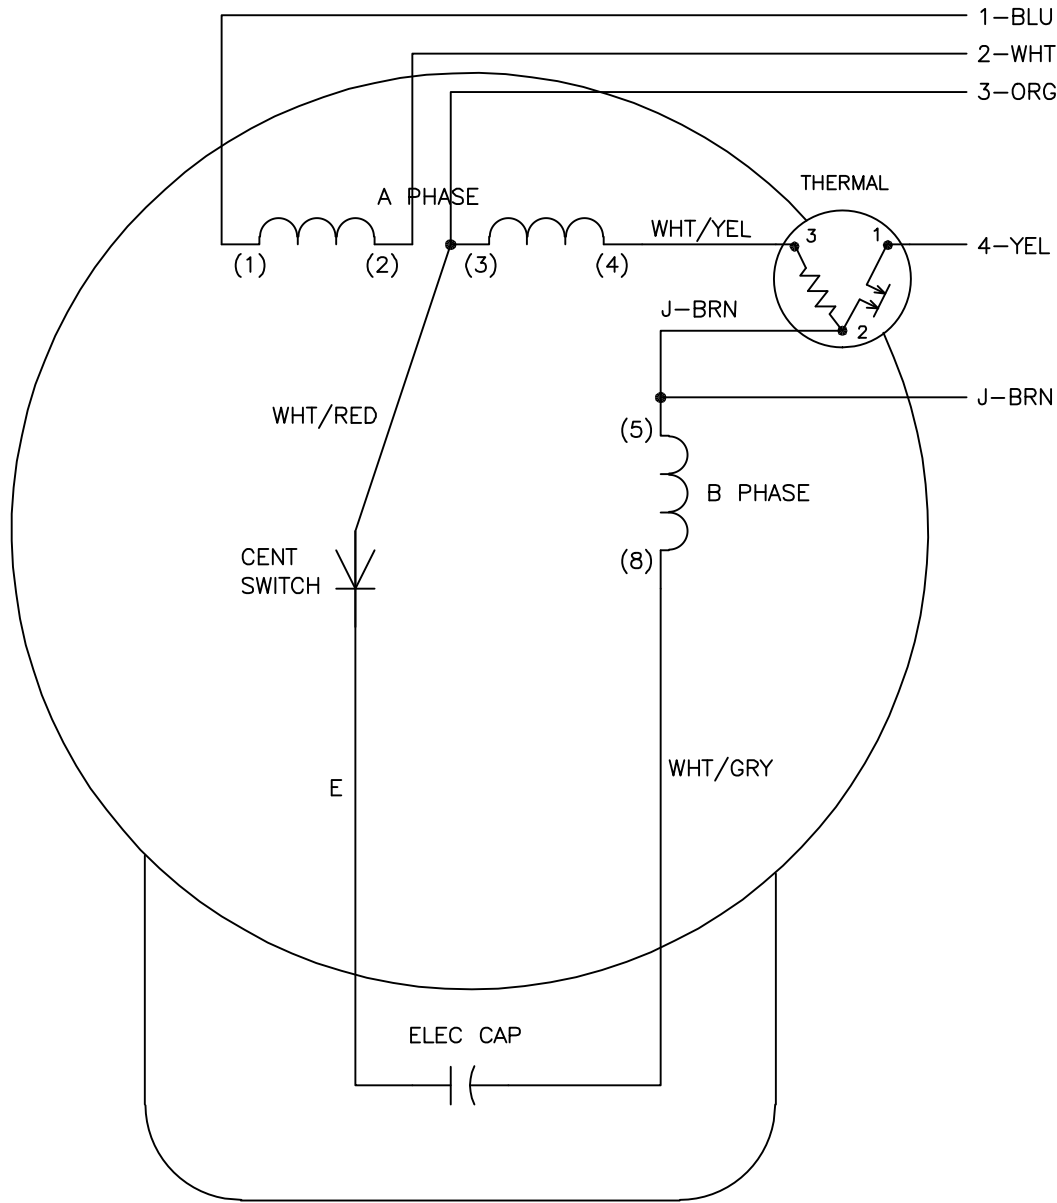 1-BLU
2-WHT
3-ORG
THERMAL
A PHASE
WHT/YEL
3
1
4-YEL
(1)
(2)
(3)
(4)
J-BRN
2
J-BRN
WHT/RED
(5)
B PHASE
CENT
SWITCH
(8)
WHT/GRY
E
ELEC CAP